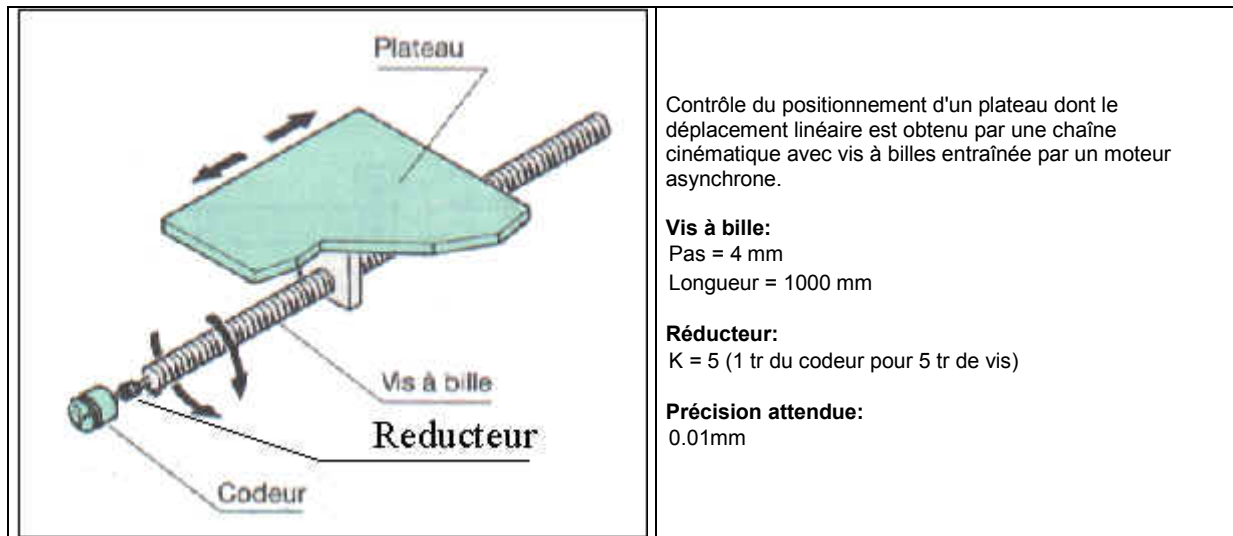 Plateau
Vis à bille
Reducteur
Codeur
Contrôle du positionnement d'un plateau dont le
déplacement linéaire est obtenu par une chaîne
cinématique avec vis à billes entraînée par un moteur
asynchrone.
Vis à bille:
Pas = 4 mm
Longueur = 1000 mm
Réducteur:
K = 5 (1 tr du codeur pour 5 tr de vis)
Précision attendue:
0.01mm